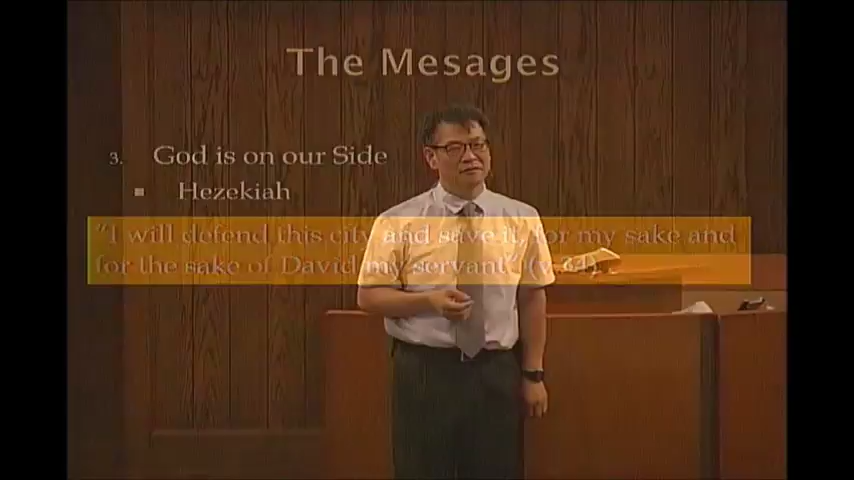 The Mesages
3. God is on our Side
▪ Hezekiah
“I will defend this city and save it, for my sake and
for the sake of David my servant” (v. 34).